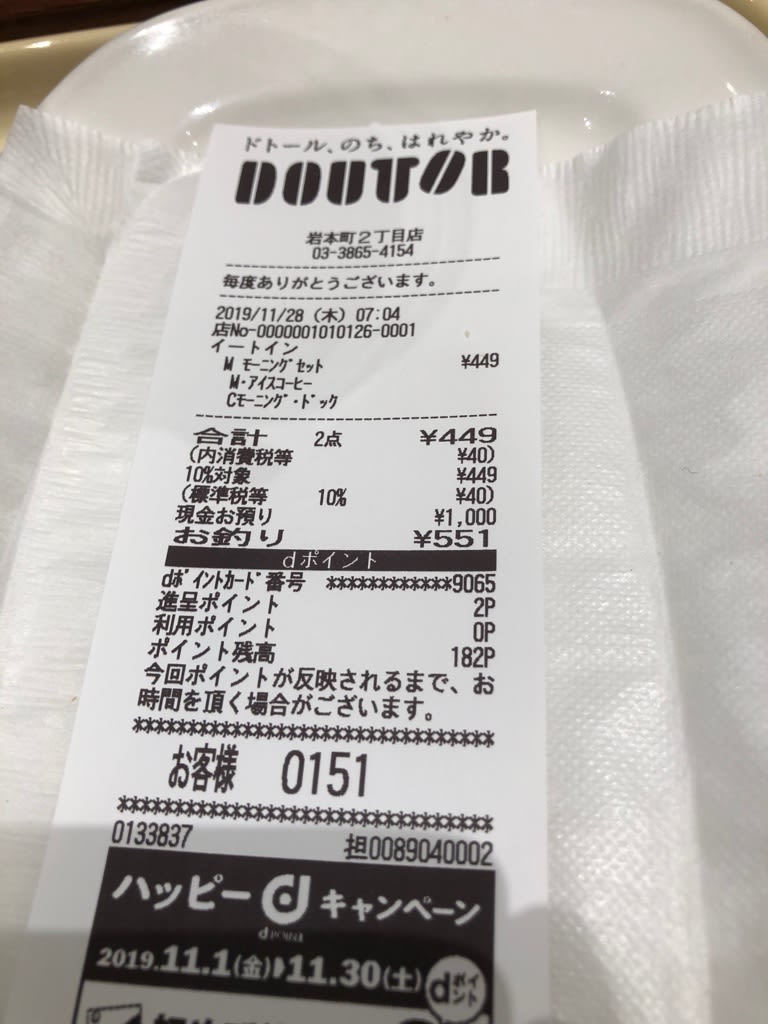 ドトール、のち、はれやか。
DOUTOR
岩本町2丁目店
03-3865-4154
毎度ありがとうございます。
2019/11/28 (木) 07:04
店No-0000001010126-0001
イートイン
M モーニングセット ¥449
M・アイスコーヒー
Cモーニング・ドック
合計 2点 ¥449
(内消費税等 ¥40)
10%対象 ¥449
(標準税等 10% ¥40)
現金お預り ¥1,000
お釣り ¥551
dポイント
dポイントカード番号 ************9065
進呈ポイント 2P
利用ポイント 0P
ポイント残高 182P
今回ポイントが反映されるまで、お
時間を頂く場合がございます。
**********************************
お客様 0151
**********************************
0133837 担0089040002
ハッピー d キャンペーン
d POINT
2019.11.1(金)▶11.30(土) dポイント